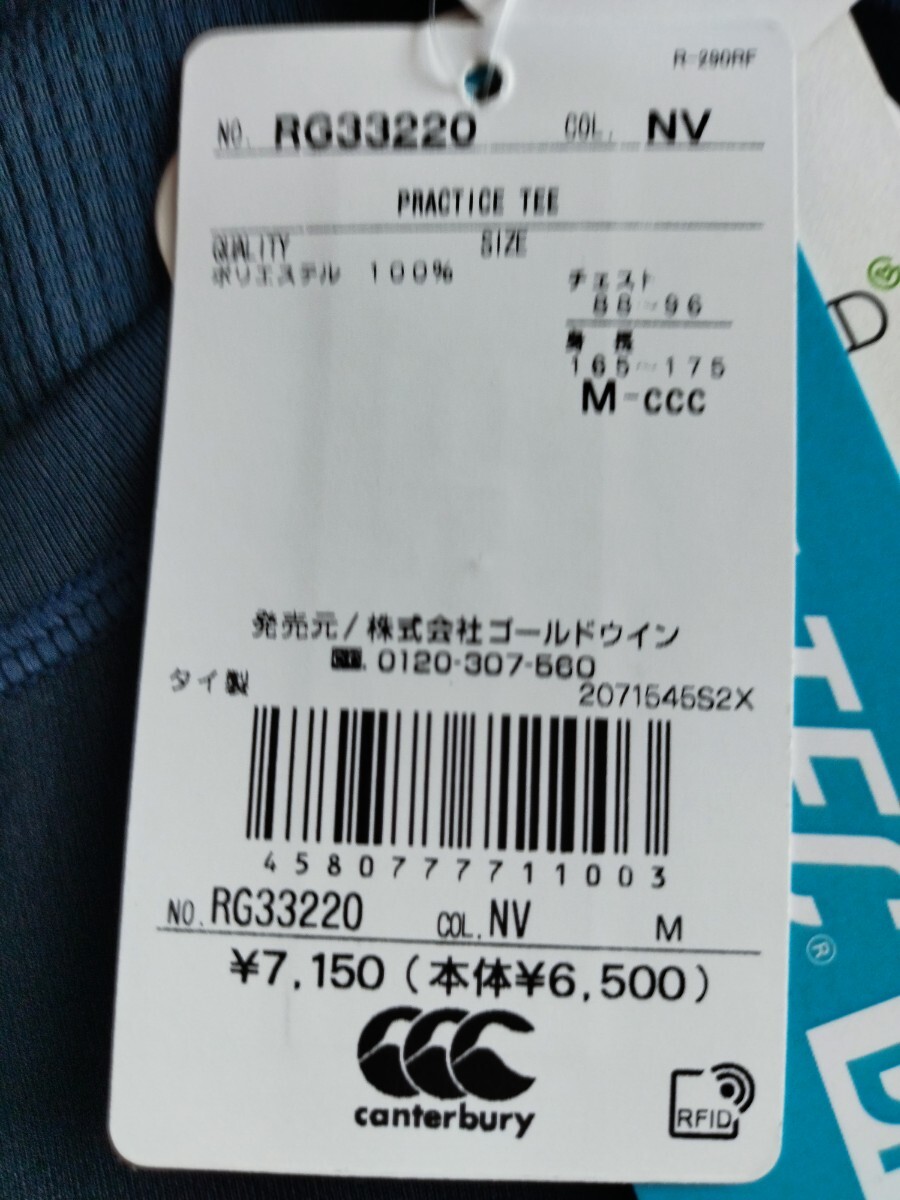 R-290RF
NO. RG33220 COL. NV
PRACTICE TEE
QUALITY SIZE
ポリエステル 100%
チェスト
88~96
身長
165~175
M-CCC
発売元/株式会社ゴールドウイン
0120-307-560
タイ製
2071545S2X
4580777711003
NO. RG33220 COL. NV M
¥7,150(本体¥6,500)
canterbury
RFID
D
TEC
®